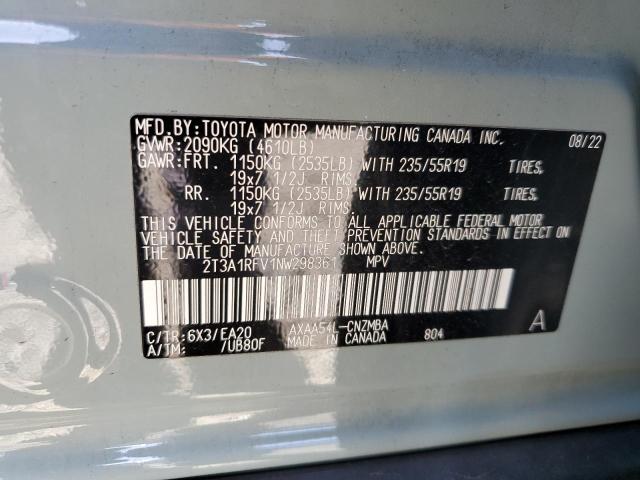 MFD.BY:TOYOTA MOTOR MANUFACTURING CANADA INC. 08/22
GVWR:2090KG (4610LB)
GAWR:FRT. 1150KG (2535LB) WITH 235/55R19 TIRES,
19x7 1/2J RIMS.
RR. 1150KG (2535LB) WITH 235/55R19 TIRES,
19x7 1/2J RIMS.
THIS VEHICLE CONFORMS TO ALL APPLICABLE FEDERAL MOTOR
VEHICLE SAFETY AND THEFT PREVENTION STANDARDS IN EFFECT ON
THE DATE OF MANUFACTURE SHOWN ABOVE.
2T3A1RFV1NW298361 MPV
C/TR:6X3/EA20 AXAA54L-CNZMBA 804 A
A/TM: /UB80F MADE IN CANADA